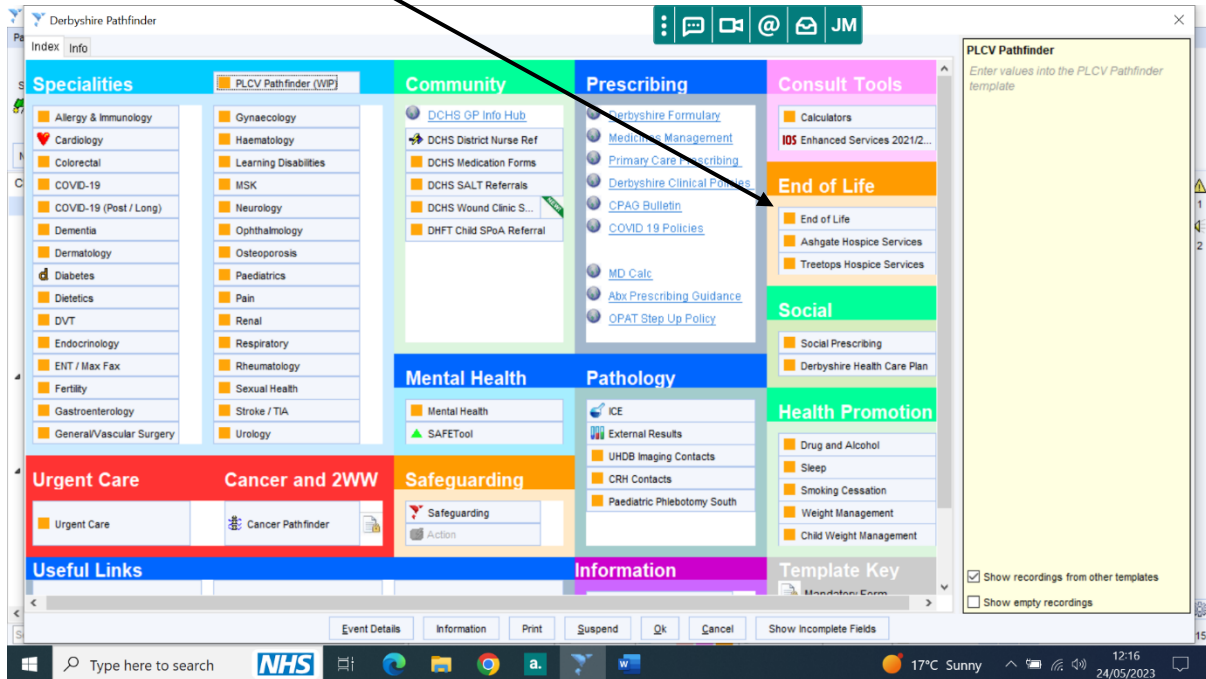 Derbyshire Pathfinder
JM
Index Info
Specialities
PLCV Pathfinder (WIP)
Allergy & Immunology
Cardiology
Colorectal
COVID-19
COVID-19 (Post / Long)
Dementia
Dermatology
Diabetes
Dietetics
DVT
Endocrinology
ENT / Max Fax
Fertility
Gastroenterology
General/Vascular Surgery
Gynaecology
Haematology
Learning Disabilities
MSK
Neurology
Ophthalmology
Osteoporosis
Paediatrics
Pain
Renal
Respiratory
Rheumatology
Sexual Health
Stroke / TIA
Urology
Community
DCHS GP Info Hub
DCHS District Nurse Ref
DCHS Medication Forms
DCHS SALT Referrals
DCHS Wound Clinic S...
DHFT Child SPoA Referral
Prescribing
Derbyshire Formulary
Medicines Management
Primary Care Prescribing
Derbyshire Clinical Policies
CPAG Bulletin
COVID 19 Policies
MD Calc
Abx Prescribing Guidance
OPAT Step Up Policy
Consult Tools
Calculators
IOS Enhanced Services 2021/2...
End of Life
End of Life
Ashgate Hospice Services
Treetops Hospice Services
Social
Social Prescribing
Derbyshire Health Care Plan
Mental Health
Mental Health
SAFETool
Pathology
ICE
External Results
UHDB Imaging Contacts
CRH Contacts
Paediatric Phlebotomy South
Health Promotion
Drug and Alcohol
Sleep
Smoking Cessation
Weight Management
Child Weight Management
Urgent Care
Urgent Care
Cancer and 2WW
Cancer Pathfinder
Safeguarding
Safeguarding
Action
Useful Links
Information
Template Key
Mandatory Form
PLCV Pathfinder
Enter values into the PLCV Pathfinder
template
Show recordings from other templates
Show empty recordings
Event Details Information Print Suspend Ok Cancel Show Incomplete Fields
Type here to search
NHS
a.
17°C Sunny
12:16
24/05/2023